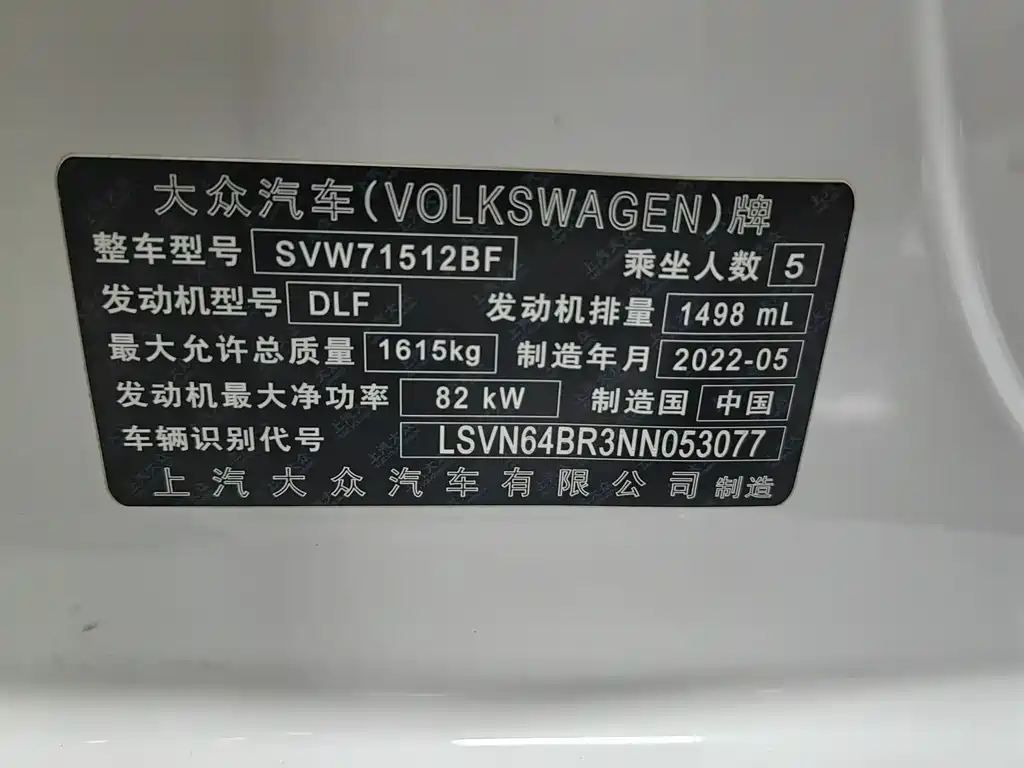 大众汽车(VOLKSWAGEN)牌
整车型号 SVW71512BF 乘坐人数 5
发动机型号 DLF 发动机排量 1498 mL
最大允许总质量 1615kg 制造年月 2022-05
发动机最大净功率 82 kW 制造国 中国
车辆识别代号 LSVN64BR3NN053077
上汽大众汽车有限公司 制造